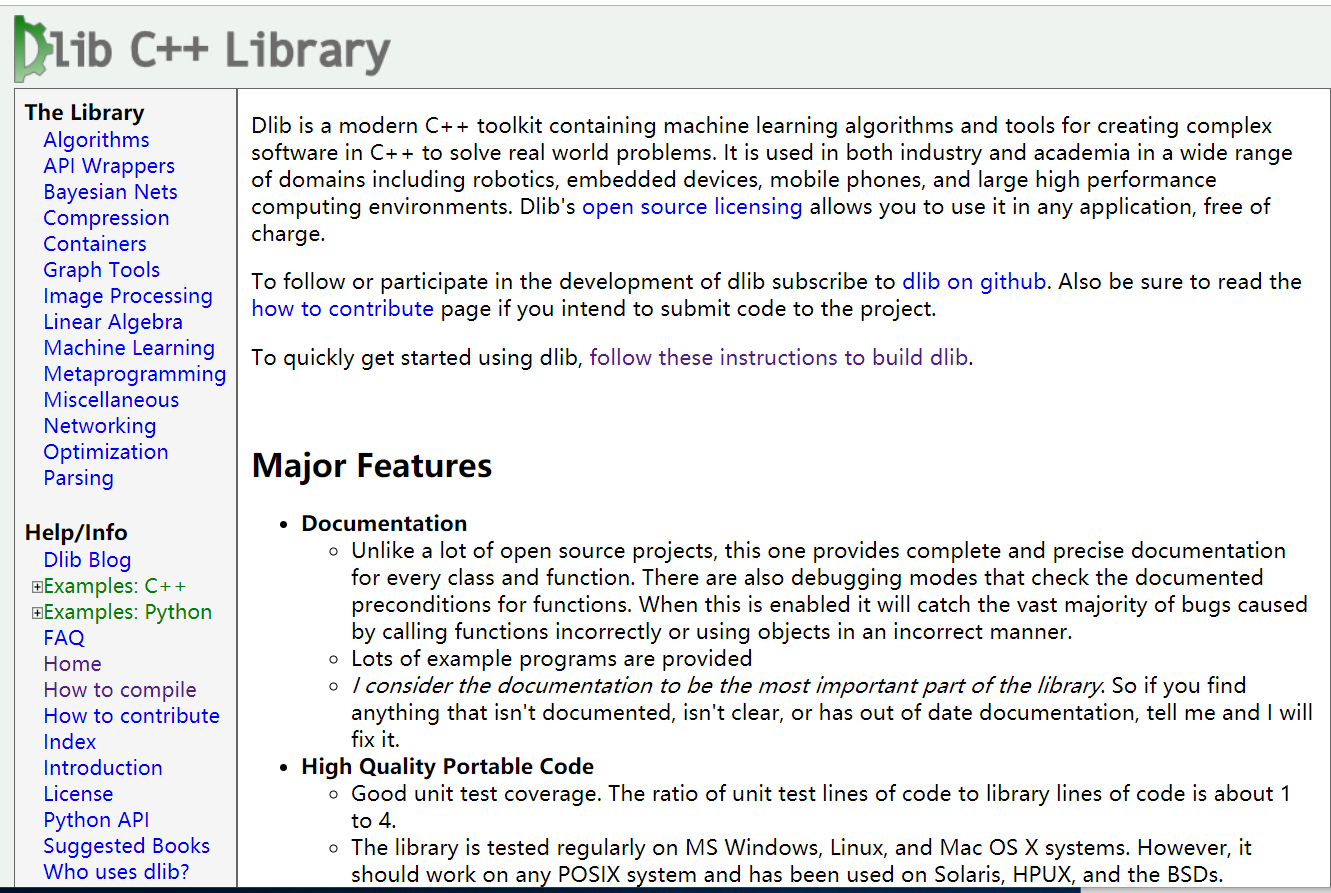 Dlib C++ Library
The Library
Algorithms
API Wrappers
Bayesian Nets
Compression
Containers
Graph Tools
Image Processing
Linear Algebra
Machine Learning
Metaprogramming
Miscellaneous
Networking
Optimization
Parsing
Help/Info
Dlib Blog
Examples: C++
Examples: Python
FAQ
Home
How to compile
How to contribute
Index
Introduction
License
Python API
Suggested Books
Who uses dlib?
Dlib is a modern C++ toolkit containing machine learning algorithms and tools for creating complex
software in C++ to solve real world problems. It is used in both industry and academia in a wide range
of domains including robotics, embedded devices, mobile phones, and large high performance
computing environments. Dlib's open source licensing allows you to use it in any application, free of
charge.
To follow or participate in the development of dlib subscribe to dlib on github. Also be sure to read the
how to contribute page if you intend to submit code to the project.
To quickly get started using dlib, follow these instructions to build dlib.
Major Features
• Documentation
○ Unlike a lot of open source projects, this one provides complete and precise documentation
for every class and function. There are also debugging modes that check the documented
preconditions for functions. When this is enabled it will catch the vast majority of bugs caused
by calling functions incorrectly or using objects in an incorrect manner.
○ Lots of example programs are provided
○ I consider the documentation to be the most important part of the library. So if you find
anything that isn't documented, isn't clear, or has out of date documentation, tell me and I will
fix it.
• High Quality Portable Code
○ Good unit test coverage. The ratio of unit test lines of code to library lines of code is about 1
to 4.
○ The library is tested regularly on MS Windows, Linux, and Mac OS X systems. However, it
should work on any POSIX system and has been used on Solaris, HPUX, and the BSDs.